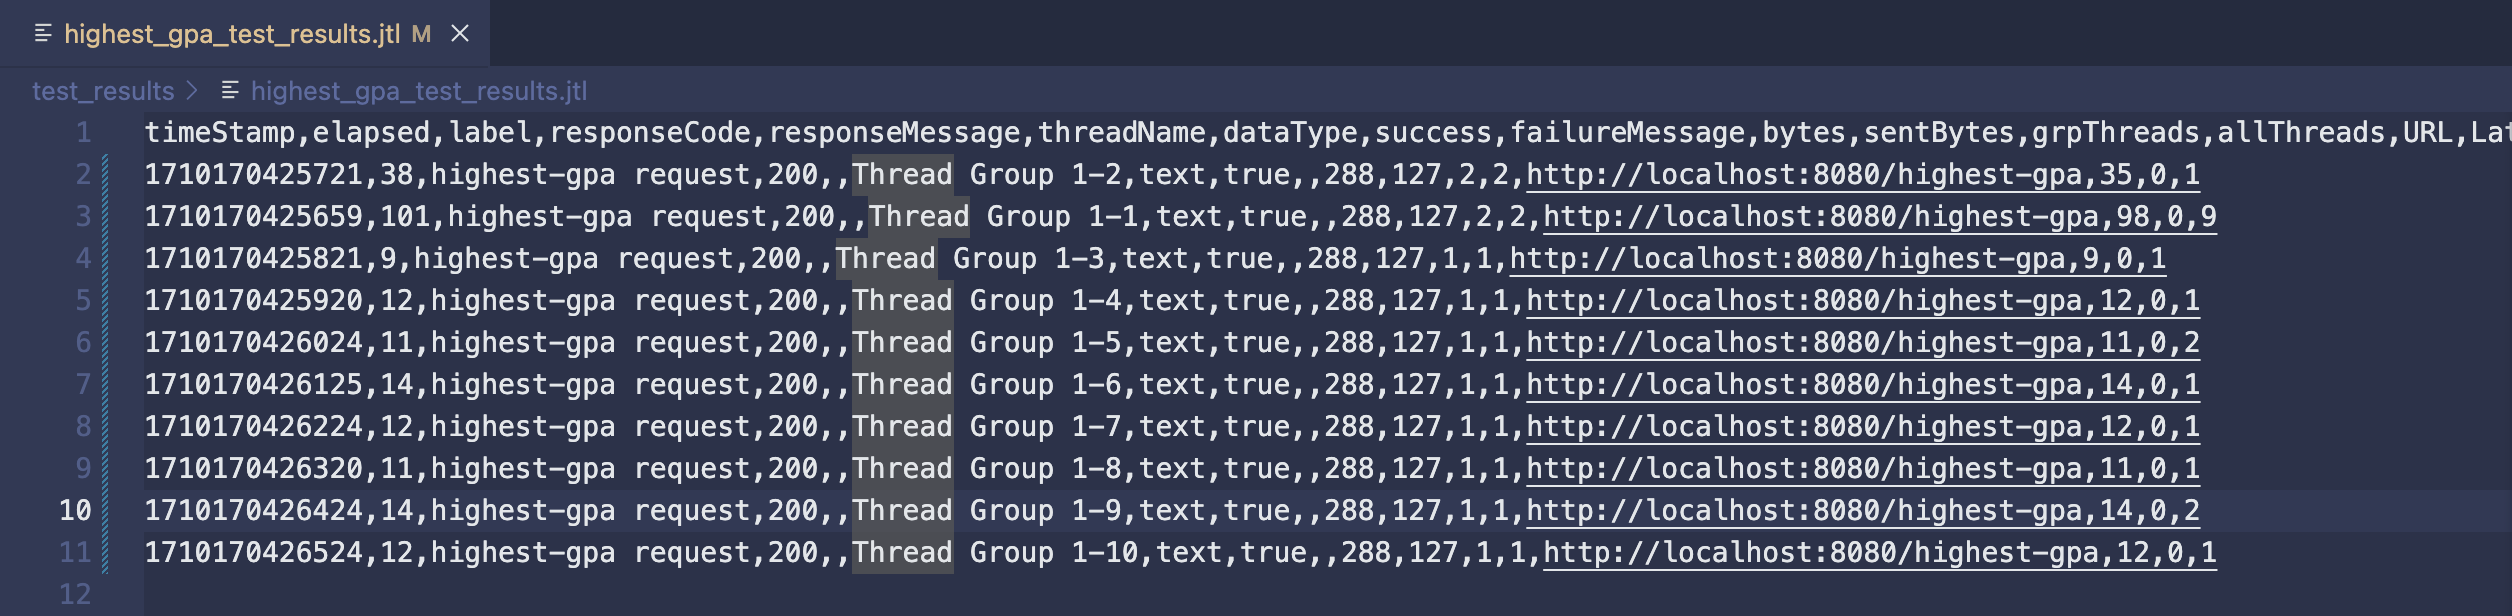 highest_gpa_test_results.jtl M
test_results > highest_gpa_test_results.jtl
1 timeStamp,elapsed,label,responseCode,responseMessage,threadName,dataType,success,failureMessage,bytes,sentBytes,grpThreads,allThreads,URL,Lat
2 1710170425721,38,highest-gpa request,200,,Thread Group 1-2,text,true,,288,127,2,2,http://localhost:8080/highest-gpa,35,0,1
3 1710170425659,101,highest-gpa request,200,,Thread Group 1-1,text,true,,288,127,2,2,http://localhost:8080/highest-gpa,98,0,9
4 1710170425821,9,highest-gpa request,200,,Thread Group 1-3,text,true,,288,127,1,1,http://localhost:8080/highest-gpa,9,0,1
5 1710170425920,12,highest-gpa request,200,,Thread Group 1-4,text,true,,288,127,1,1,http://localhost:8080/highest-gpa,12,0,1
6 1710170426024,11,highest-gpa request,200,,Thread Group 1-5,text,true,,288,127,1,1,http://localhost:8080/highest-gpa,11,0,2
7 1710170426125,14,highest-gpa request,200,,Thread Group 1-6,text,true,,288,127,1,1,http://localhost:8080/highest-gpa,14,0,1
8 1710170426224,12,highest-gpa request,200,,Thread Group 1-7,text,true,,288,127,1,1,http://localhost:8080/highest-gpa,12,0,1
9 1710170426320,11,highest-gpa request,200,,Thread Group 1-8,text,true,,288,127,1,1,http://localhost:8080/highest-gpa,11,0,1
10 1710170426424,14,highest-gpa request,200,,Thread Group 1-9,text,true,,288,127,1,1,http://localhost:8080/highest-gpa,14,0,2
11 1710170426524,12,highest-gpa request,200,,Thread Group 1-10,text,true,,288,127,1,1,http://localhost:8080/highest-gpa,12,0,1
12